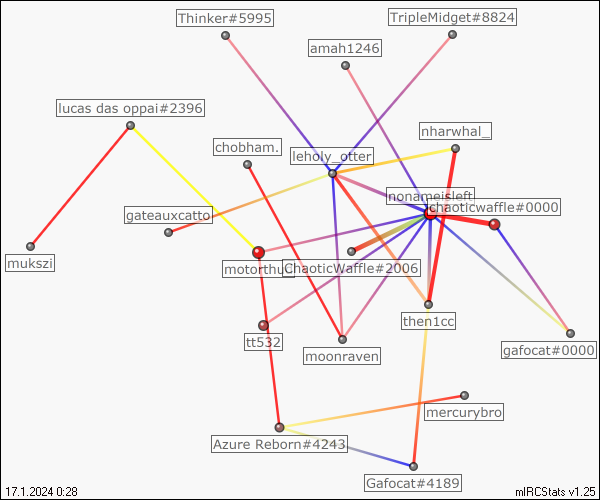 Thinker#5995
TripleMidget#8824
amah1246
lucas das oppai#2396
nharwhal_
chobham.
leholy_otter
nonameisleft
chaoticwaffle#0000
gateauxcatto
mukszi
ChaoticWaffle#2006
then1cc
tt532
gafocat#0000
moonraven
mercurybro
Azure Reborn#4243
Gafocat#4189
17.1.2024 0:28
mIRCStats v1.25